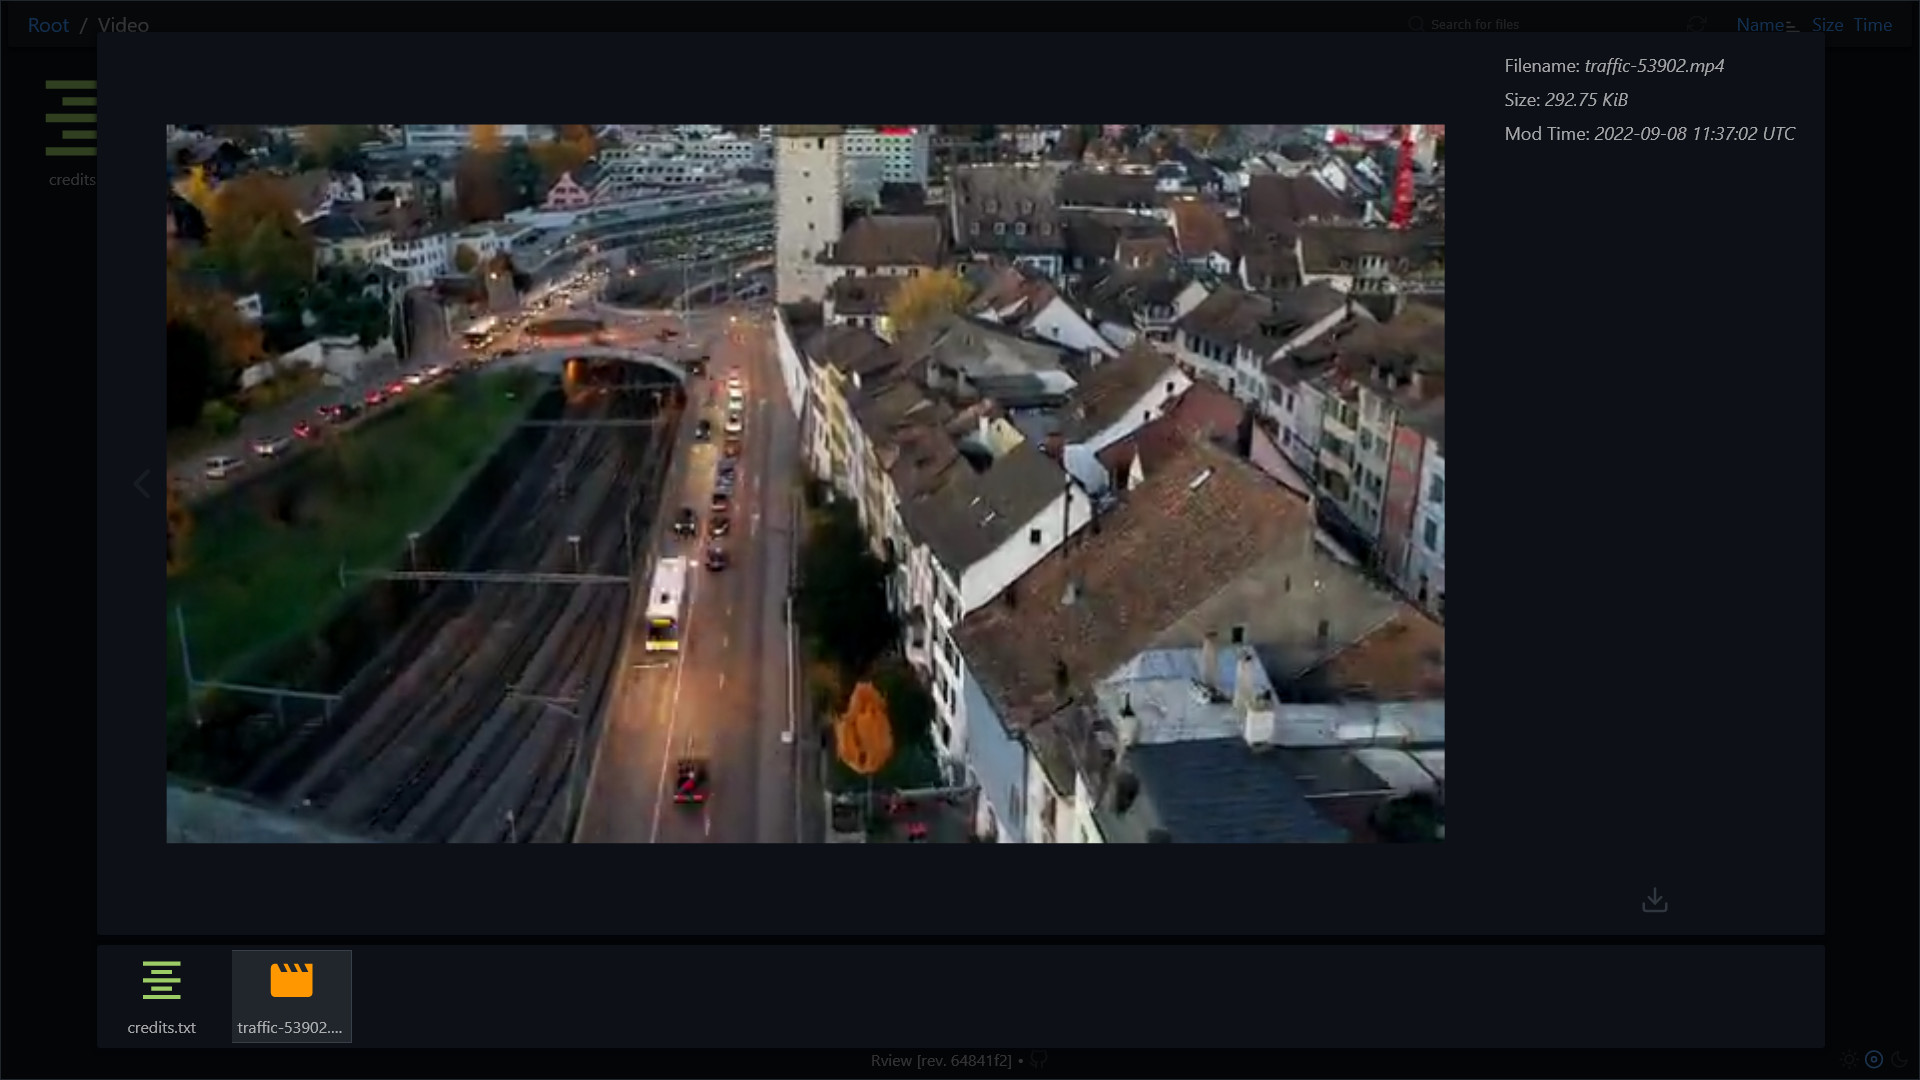 Root / Video
Search for files
Name Size Time
credits
Filename: traffic-53902.mp4
Size: 292.75 KiB
Mod Time: 2022-09-08 11:37:02 UTC
credits.txt
traffic-53902....
Rview [rev. 64841f2] •